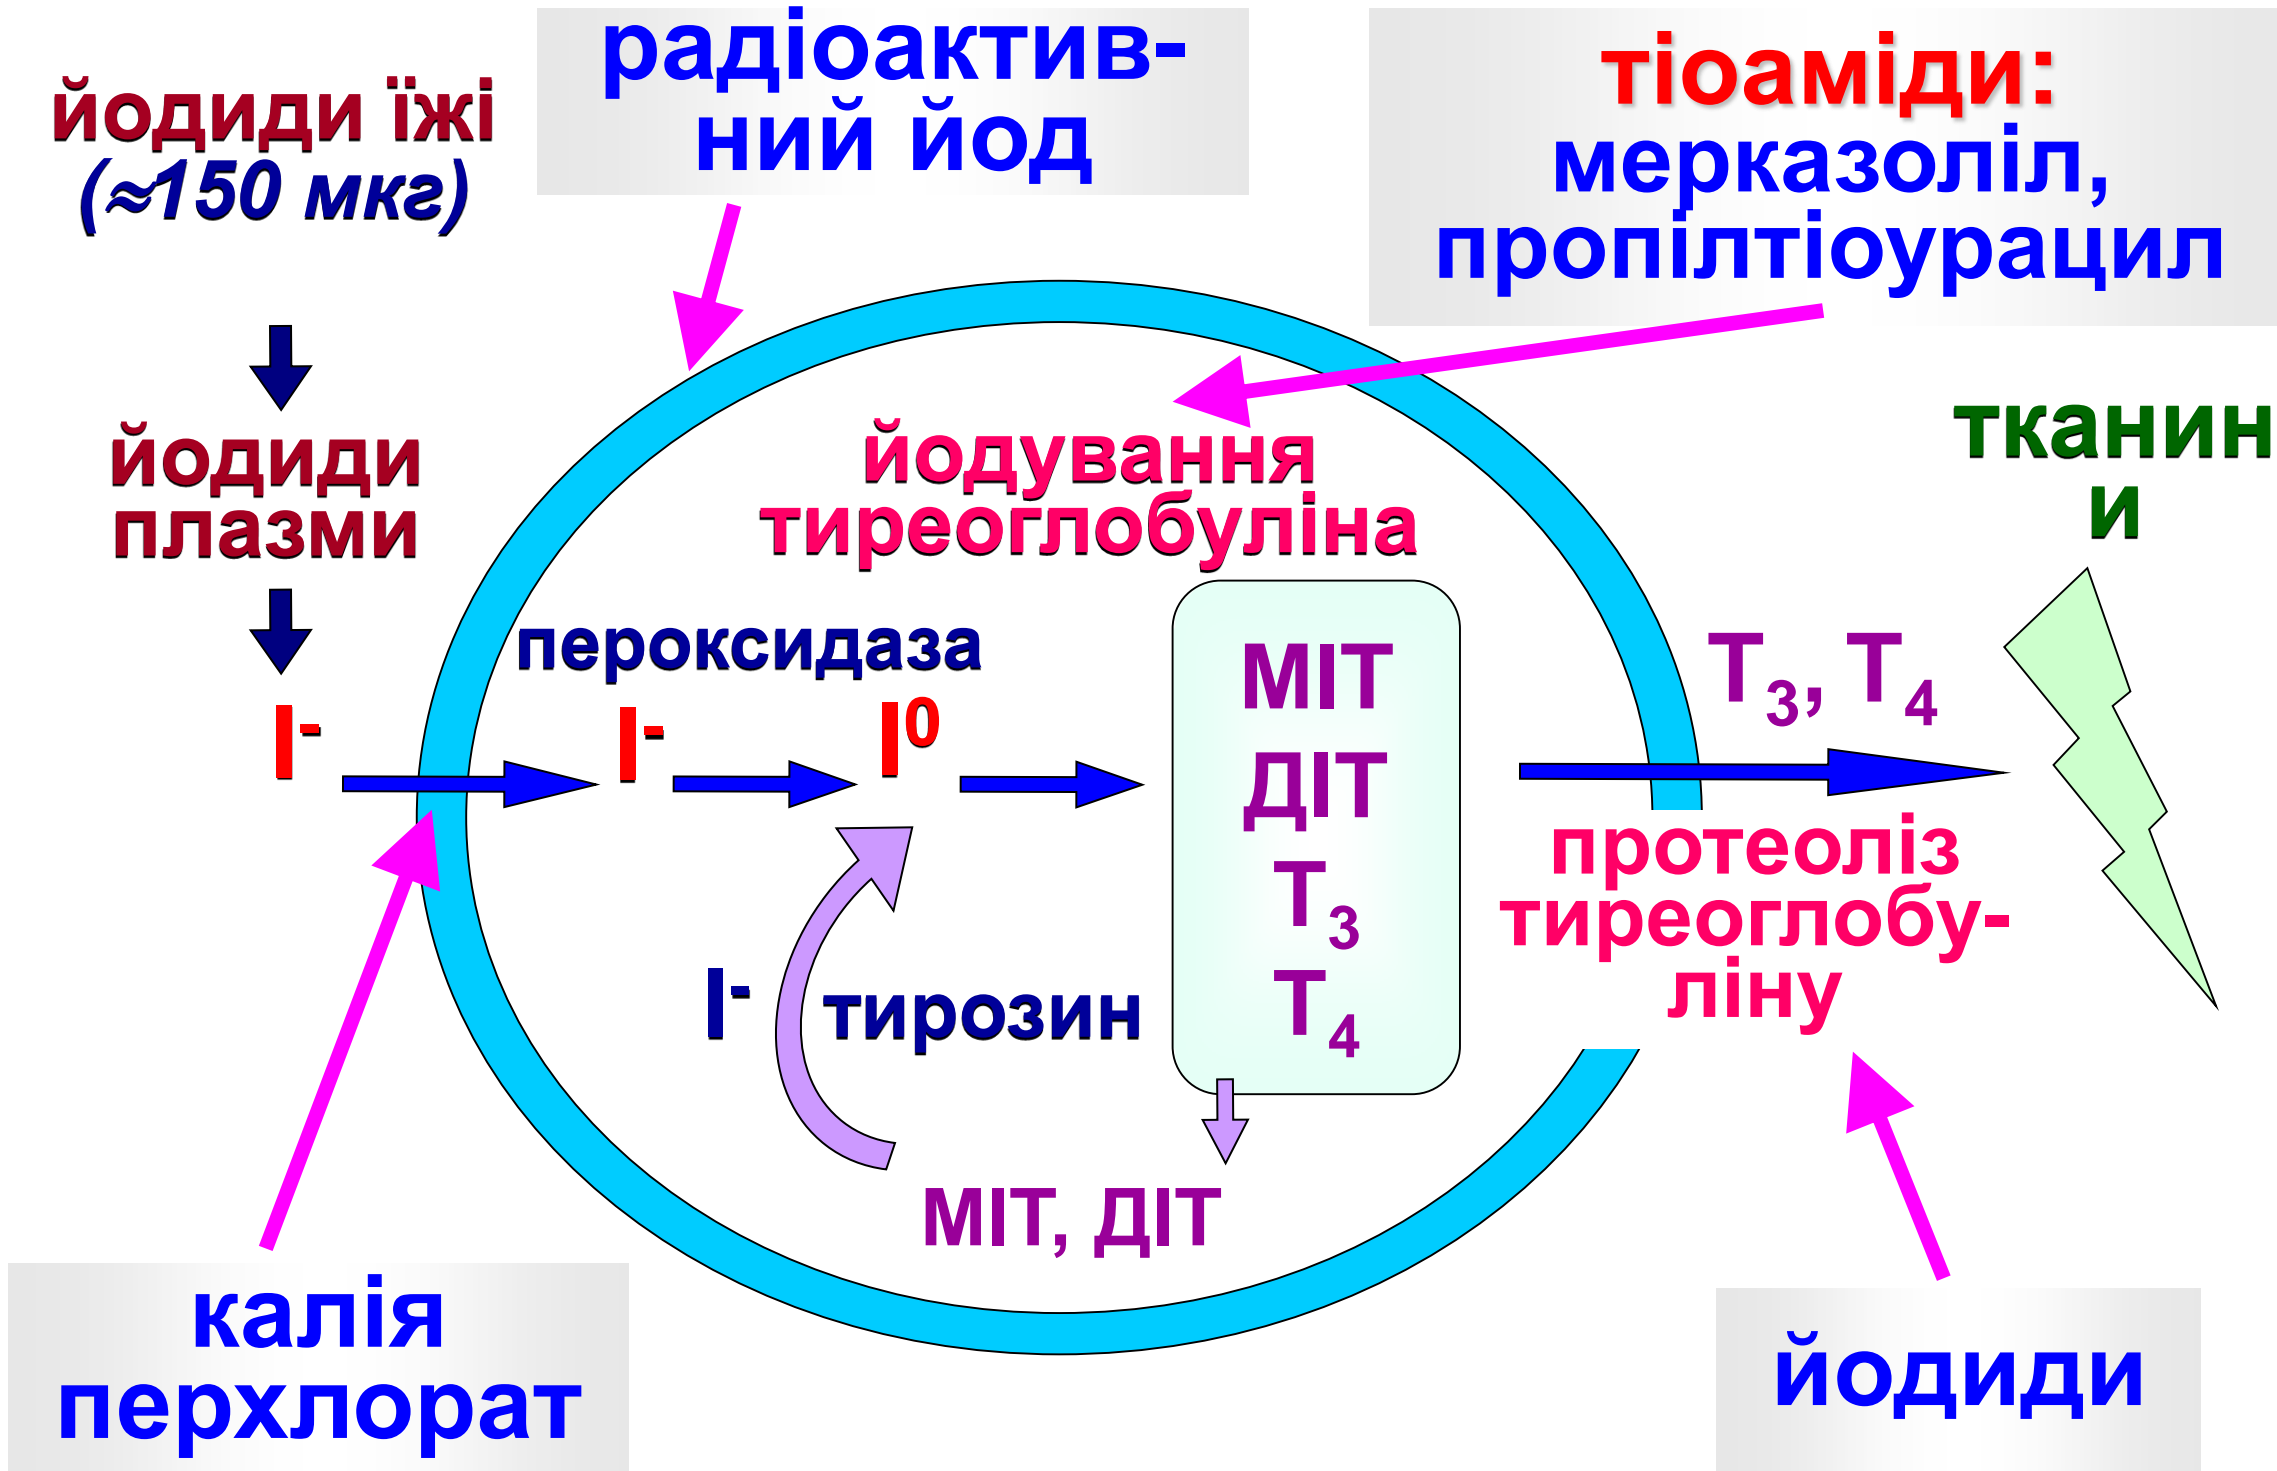 йодиди їжі
(≈150 мкг)
радіоактив-
ний йод
тіоаміди:
мерказоліл,
пропілтіоурацил
йодиди
плазми
йодування
тиреоглобуліна
тканин
и
пероксидаза
I-
I-
I0
МІТ
ДІТ
Т3
Т4
Т3, Т4
протеоліз
тиреоглобу-
ліну
I- тирозин
МІТ, ДІТ
калія
перхлорат
йодиди